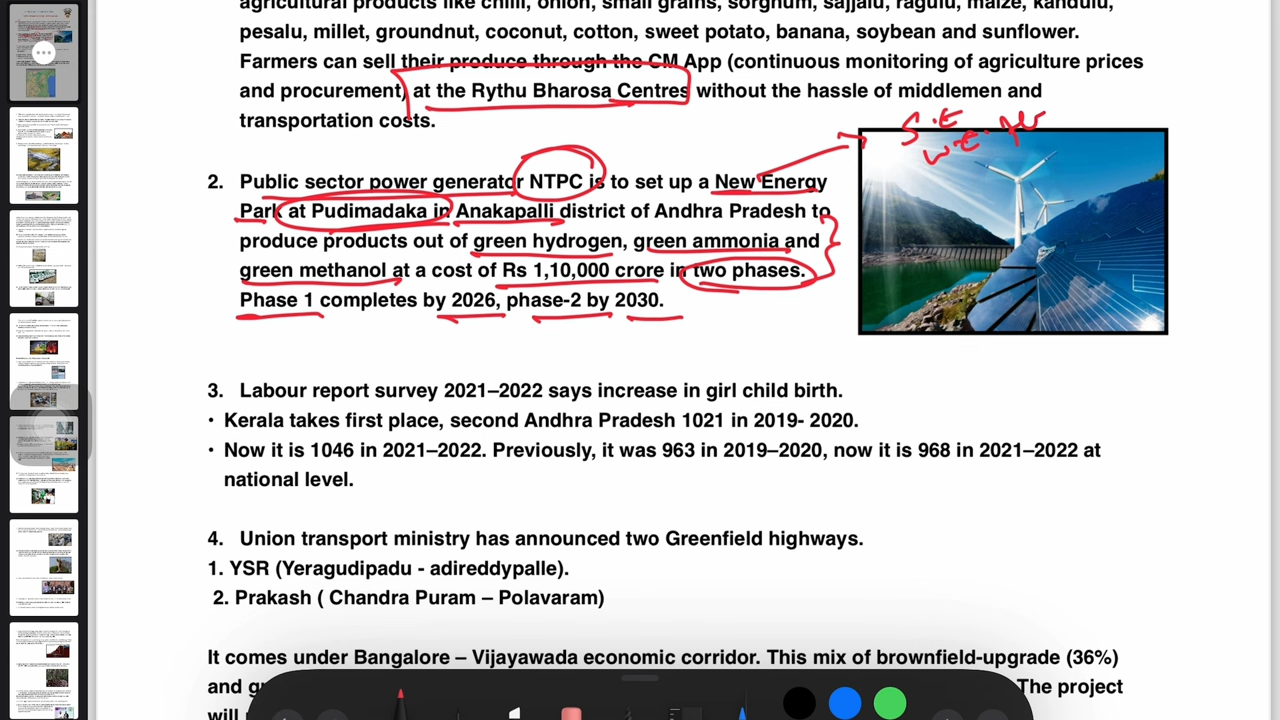 agricultural products like chilli, onion, small grains, sorghum, sajjalu, ragulu, maize, kandulu,
pesalu, millet, groundnut, coconut, cotton, sweet potato, banana, soybean and sunflower.
Farmers can sell their produce through the CM App (continuous monitoring of agriculture prices
and procurement) at the Rythu Bharosa Centres without the hassle of middlemen and
transportation costs.
S.E
W.E.
2. Public sector power generator NTPC is to set up a New Energy
Park at Pudimadaka in Anakapalli district of Andhra Pradesh to
produce products out of green hydrogen, green ammonia and
green methanol at a cost of Rs 1,10,000 crore in two phases.
Phase 1 completes by 2026, phase-2 by 2030.
3. Labour report survey 2021–2022 says increase in girl child birth.
• Kerala takes first place, second Andhra Pradesh 1021 in 2019- 2020.
• Now it is 1046 in 2021–2022. Previously, it was 963 in 2019–2020, now it is 968 in 2021–2022 at
national level.
4. Union transport ministry has announced two Greenfield highways.
1. YSR (Yeragudipadu - adireddypalle).
2. Prakash ( Chandra Puram – Polavaram)
It comes under Bangalore – Vijayawada economic corridor. This mix of brownfield-upgrade (36%)
and The project
will